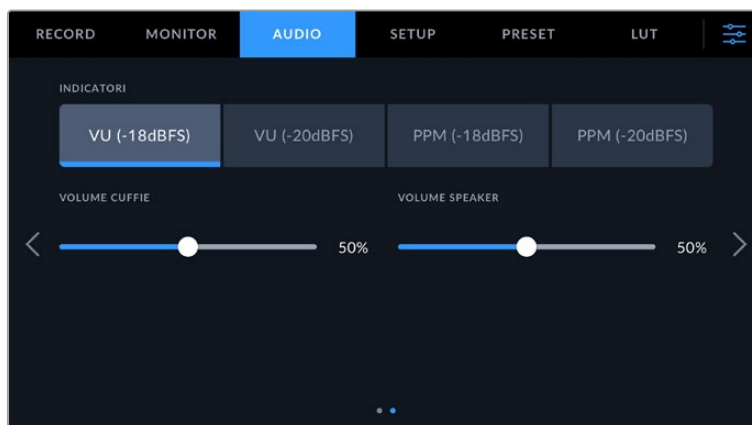 RECORD MONITOR AUDIO SETUP PRESET LUT
INDICATORI
VU (-18dBFS) VU (-20dBFS) PPM (-18dBFS) PPM (-20dBFS)
VOLUME CUFFIE VOLUME SPEAKER
50% 50%